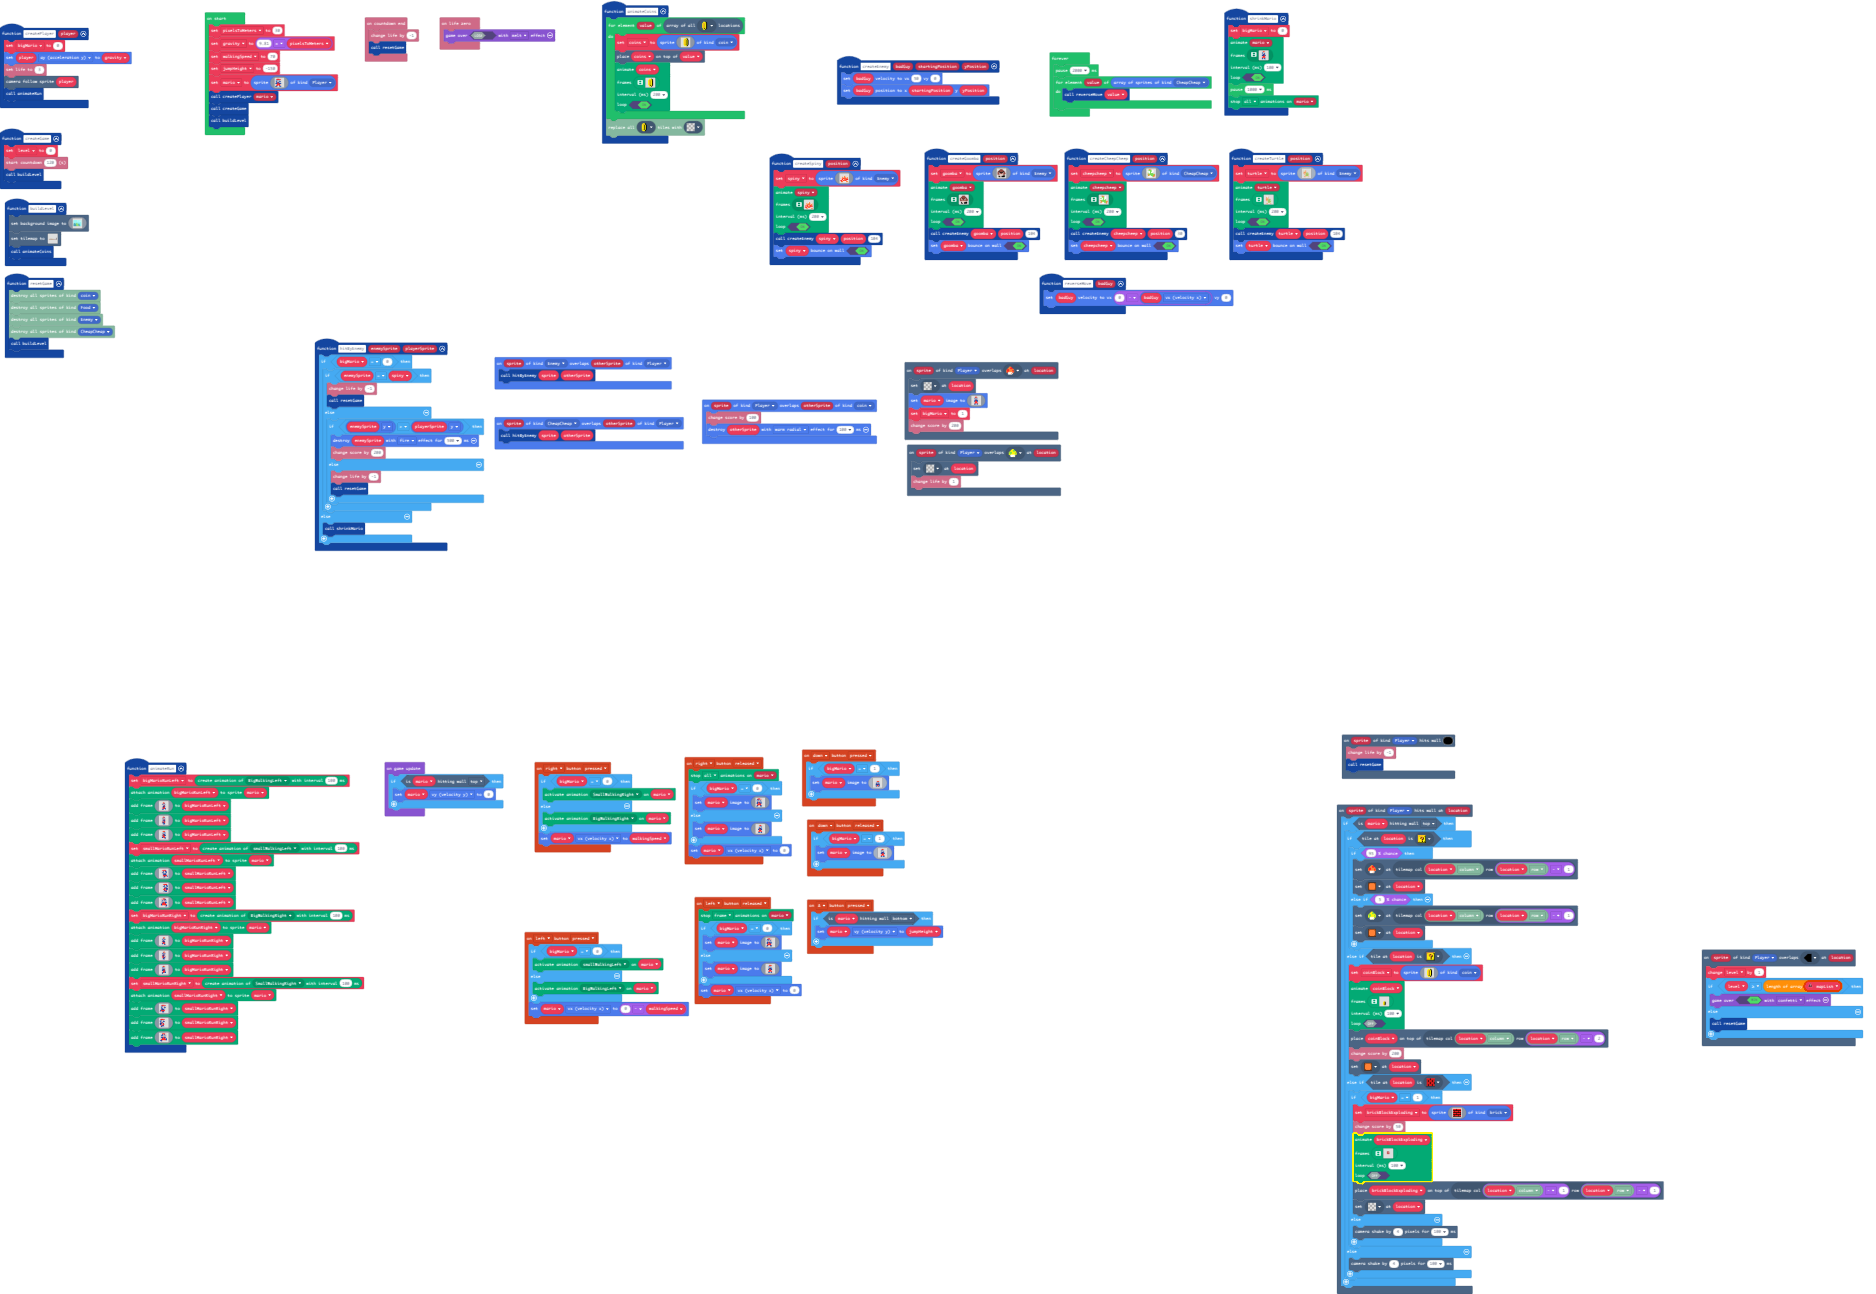 function createPlayer player
set bigMario to 0
set player ay (acceleration y) to gravity
set life to
camera follow sprite player
call animateRun
function createGame
set level to 0
start countdown 120 (s)
call buildLevel
function buildLevel
set background image to
set tilemap to
call animateCoins
function resetGame
destroy all sprites of kind coin
destroy all sprites of kind Food
destroy all sprites of kind Enemy
destroy all sprites of kind CheepCheep
call buildLevel
on start
set pixelsToMeters to 30
set gravity to 9.81 x pixelsToMeters
set walkingSpeed to 70
set jumpHeight to
set mario to sprite of kind Player
call createPlayer mario
call createGame
call buildLevel
on countdown end
change life by -1
call resetGame
on life zero
game over with melt effect
function animateCoins
for element value of array of all locations
do
set coins to sprite of kind coin
place coins on top of value
animate coins
frames
interval (ms) 200
loop
replace all tiles with
function createEnemy badGuy startingPosition yPosition
set badGuy velocity to vx vy 0
set badGuy position to x startingPosition y yPosition
forever
pause ms
for element value of array of sprites of kind CheepCheep
do call reverseMove value
function shrinkMario
set bigMario to 0
animate mario
frames
interval (ms) 100
loop
pause 1000 ms
stop all animations on mario
function createSpiny position
set spiny to sprite of kind Enemy
animate spiny
frames
interval (ms) 200
loop
call createEnemy spiny position
set spiny bounce on wall
function createGoomba position
set goomba to sprite of kind Enemy
animate goomba
frames
interval (ms) 200
loop
call createEnemy goomba position
set goomba bounce on wall
function createCheepCheep position
set cheepcheep to sprite of kind CheepCheep
animate cheepcheep
frames
interval (ms) 200
loop
call createEnemy cheepcheep position
set cheepcheep bounce on wall
function createTurtle position
set turtle to sprite of kind Enemy
animate turtle
frames
interval (ms) 200
loop
call createEnemy turtle position
set turtle bounce on wall
function reverseMove badGuy
set badGuy velocity to vx 0 - badGuy vx (velocity x) vy 0
function hitByEnemy enemySprite playerSprite
if bigMario = 0 then
if enemySprite = spiny then
change life by -1
call resetGame
else
if enemySprite y < playerSprite y then
destroy enemySprite with fire effect for 500 ms
change score by 200
else
change life by -1
call resetGame
else
call shrinkMario
on sprite of kind Enemy overlaps otherSprite of kind Player
call hitByEnemy sprite otherSprite
on sprite of kind CheepCheep overlaps otherSprite of kind Player
call hitByEnemy sprite otherSprite
on sprite of kind Player overlaps otherSprite of kind coin
change score by 100
destroy otherSprite with warm radial effect for 100 ms
on sprite of kind Player overlaps at location
set at location
set mario image to
set bigMario to 1
change score by 200
on sprite of kind Player overlaps at location
set at location
change life by 1
function animateRun
set bigMarioRunLeft to create animation of BigWalkingLeft with interval 100 ms
attach animation bigMarioRunLeft to sprite mario
add frame to bigMarioRunLeft
add frame to bigMarioRunLeft
add frame to bigMarioRunLeft
set smallMarioRunLeft to create animation of smallWalkingLeft with interval 100 ms
attach animation smallMarioRunLeft to sprite mario
add frame to smallMarioRunLeft
add frame to smallMarioRunLeft
add frame to smallMarioRunLeft
set bigMarioRunRight to create animation of BigWalkingRight with interval 100 ms
attach animation bigMarioRunRight to sprite mario
add frame to bigMarioRunRight
add frame to bigMarioRunRight
add frame to bigMarioRunRight
set smallMarioRunRight to create animation of SmallWalkingRight with interval 100 ms
attach animation smallMarioRunRight to sprite mario
add frame to smallMarioRunRight
add frame to smallMarioRunRight
add frame to smallMarioRunRight
on game update
if is mario hitting wall top then
set mario vy (velocity y) to 0
on right button pressed
if bigMario = 0 then
activate animation SmallWalkingRight on mario
else
activate animation BigWalkingRight on mario
set mario vx (velocity x) to walkingSpeed
on right button released
stop all animations on mario
if bigMario = 0 then
set mario image to
else
set mario image to
set mario vx (velocity x) to 0
on down button pressed
if bigMario = 1 then
set mario image to
on down button released
if bigMario = 1 then
set mario image to
on left button pressed
if bigMario = 0 then
activate animation smallWalkingLeft on mario
else
activate animation BigWalkingLeft on mario
set mario vx (velocity x) to 0 - walkingSpeed
on left button released
stop frame animations on mario
if bigMario = 0 then
set mario image to
else
set mario image to
set mario vx (velocity x) to 0
on A button pressed
if is mario hitting wall bottom then
set mario vy (velocity y) to jumpHeight
on sprite of kind Player hits wall
change life by -1
call resetGame
on sprite of kind Player hits wall at location
if is mario hitting wall top then
if tile at location is then
if % chance then
set at tilemap col location column row location row - 1
set at location
else if % chance then
set at tilemap col location column row location row - 1
set at location
else if tile at location is then
set coinBlock to sprite of kind coin
animate coinBlock
frames
interval (ms) 100
loop
place coinBlock on top of tilemap col location column row location row -
change score by 200
set at location
else if tile at location is then
if bigMario = 1 then
set brickBlockExploding to sprite of kind brick
change score by 50
animate brickBlockExploding
frames
interval (ms) 100
loop
place brickBlockExploding on top of tilemap col location column - row location row -
set at location
else
camera shake by 4 pixels for 100 ms
else
camera shake by pixels for 100 ms
on sprite of kind Player overlaps at location
change level by 1
if level = length of array mapList then
game over with confetti effect
else
call resetGame